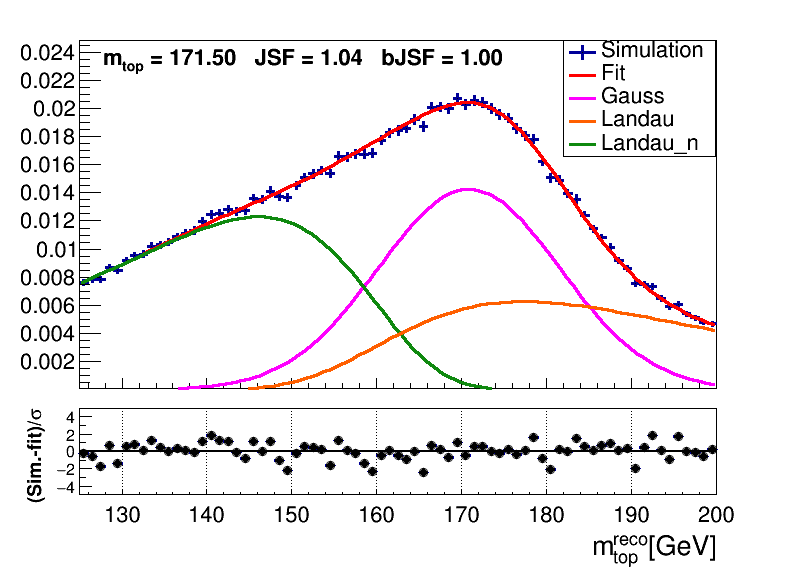 m_top = 171.50 JSF = 1.04 bJSF = 1.00
Simulation
Fit
Gauss
Landau
Landau_n
0.024
0.022
0.02
0.018
0.016
0.014
0.012
0.01
0.008
0.006
0.004
0.002
(Sim.-fit)/σ
4
2
0
−2
−4
130 140 150 160 170 180 190 200
m_top^reco[GeV]